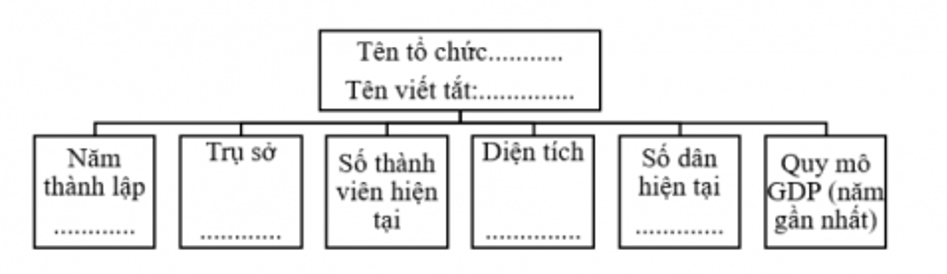 Tên tổ chức...........
Tên viết tắt:..............
Năm
thành lập
............
Trụ sở
............
Số thành
viên hiện
tại
Diện tích
..............
Số dân
hiện tại
.............
Quy mô
GDP (năm
gần nhất)